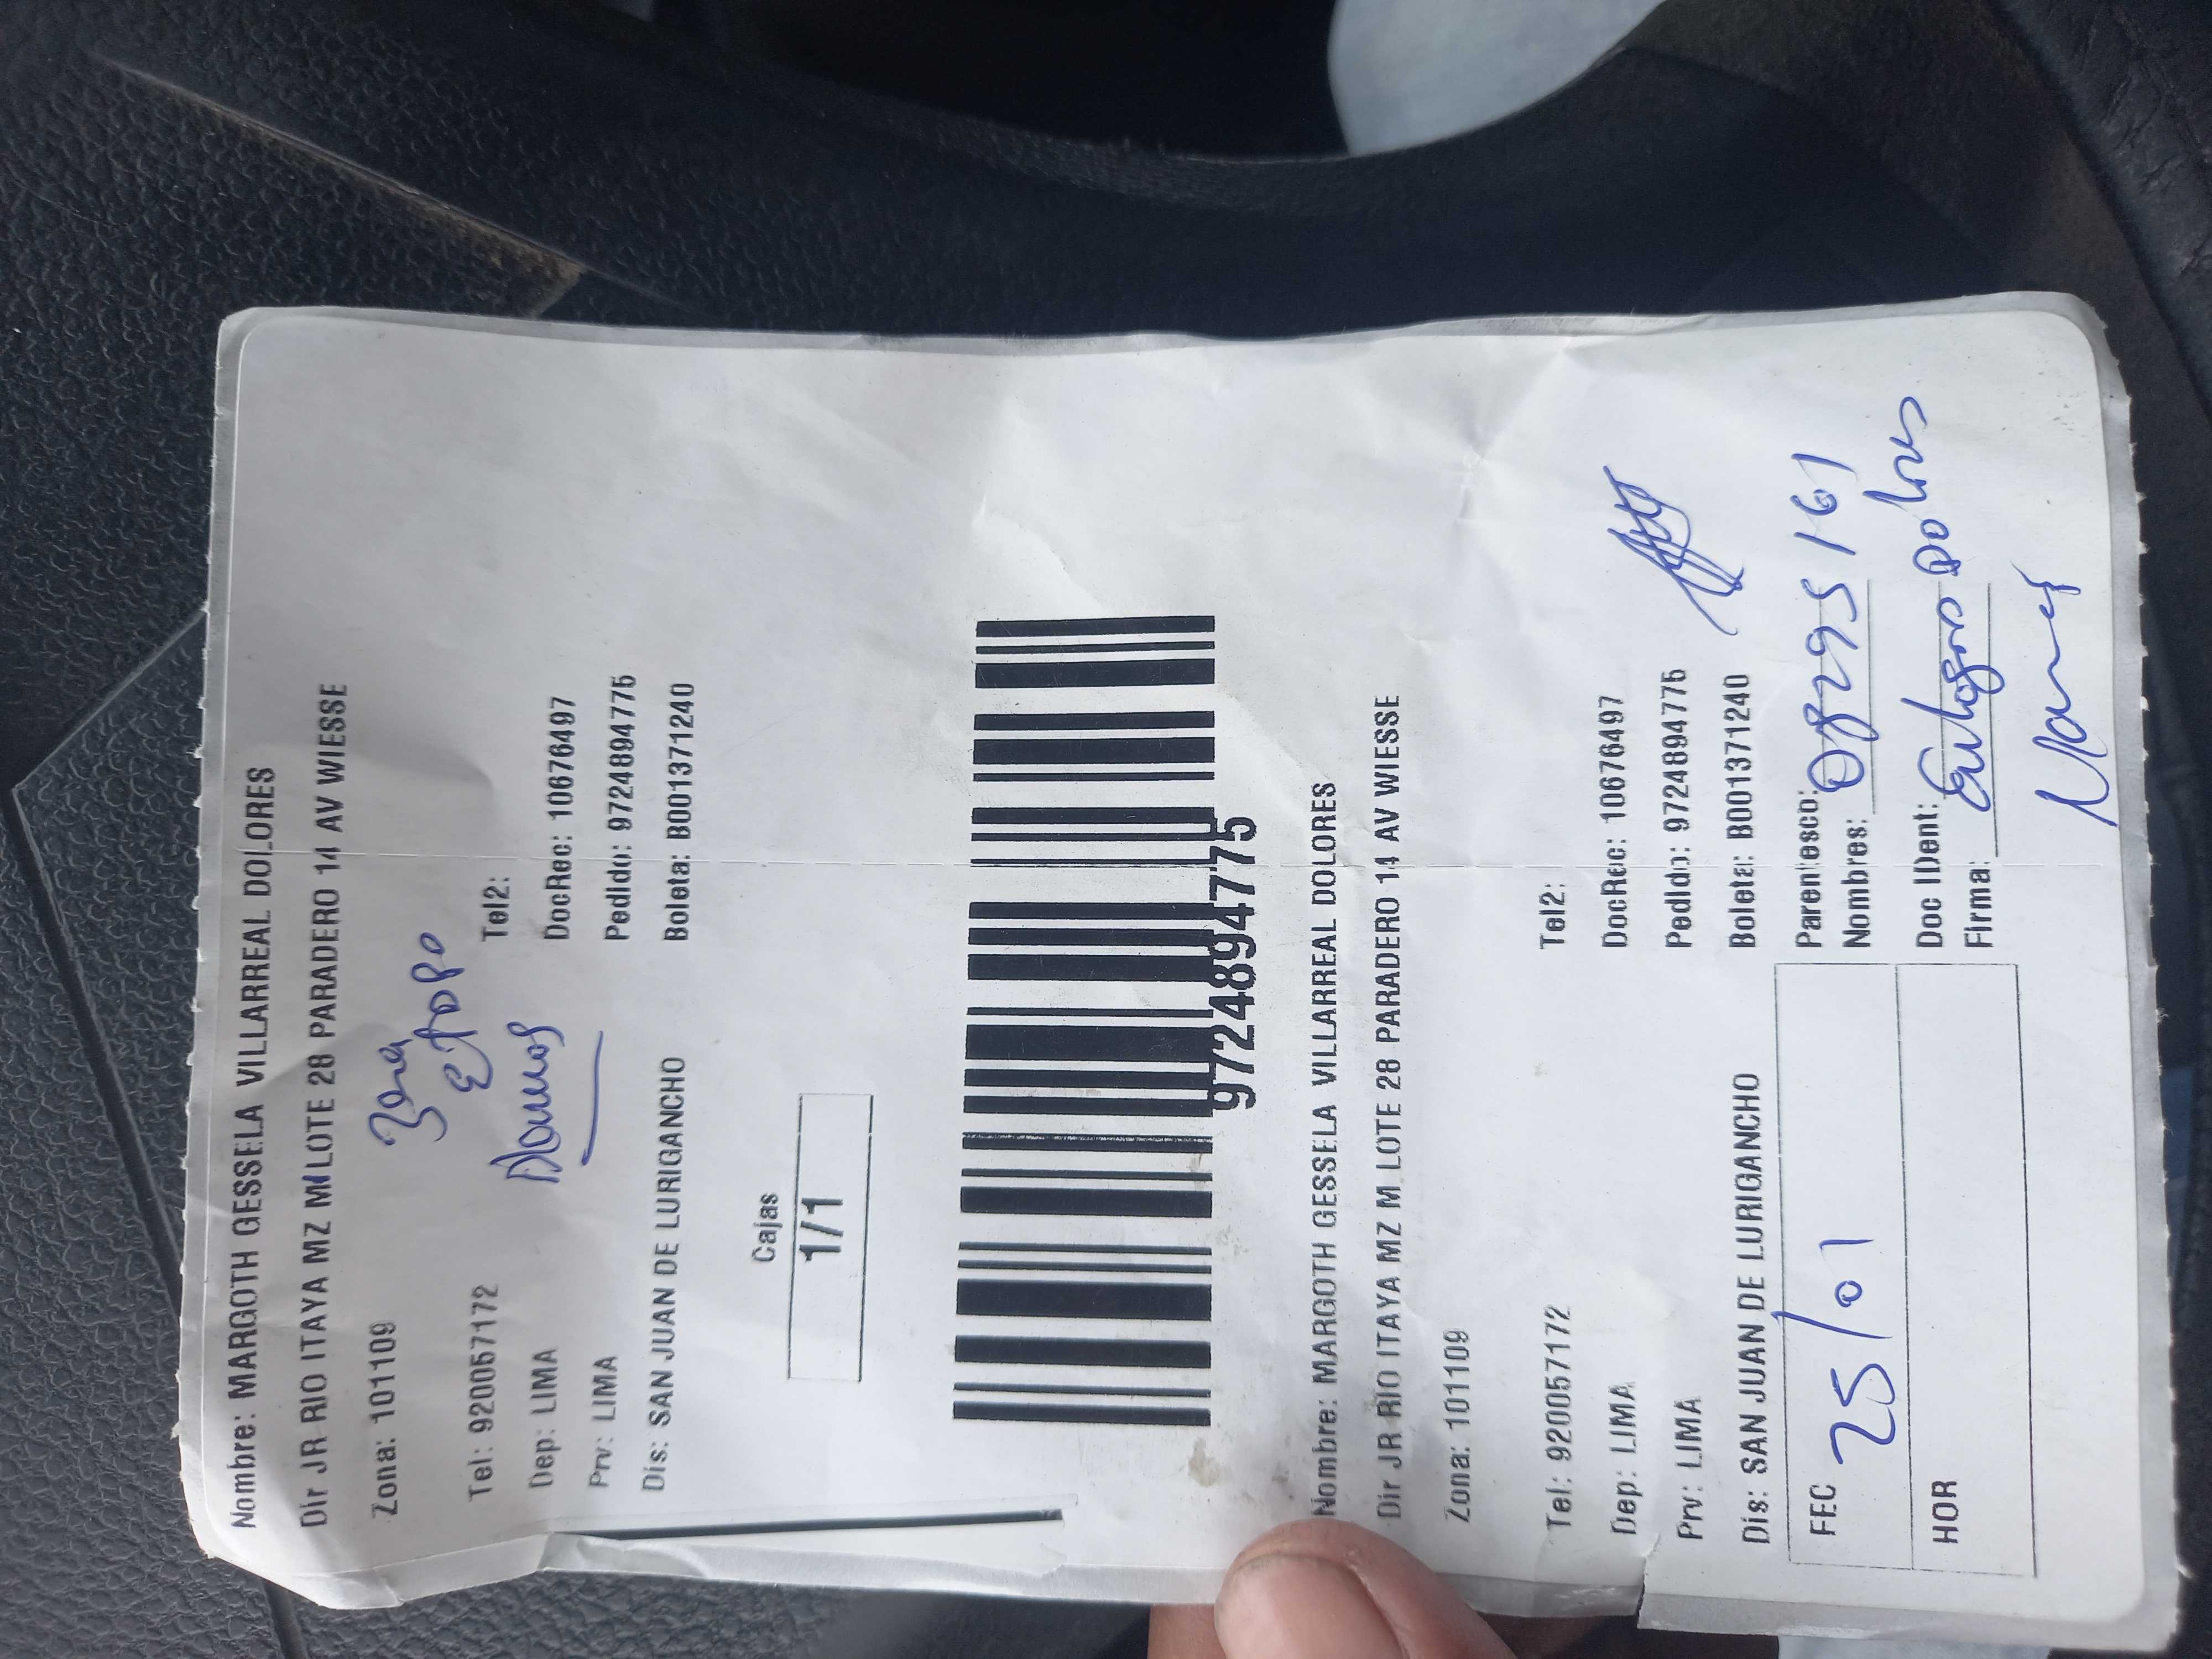 Nombre: MARGOTH GESSELA VILLARREAL DOLORES
Dir JR RIO ITAYA MZ M LOTE 28 PARADERO 14 AV WIESSE
Zona: 101109
3era
Etapa
Tel: 920057172 Tel2:
Dep: LIMA DocRec: 10676497
Prv: LIMA Pedido: 9724894775
Dis: SAN JUAN DE LURIGANCHO Boleta: B001371240
Cajas
1/1
9724894775
Nombre: MARGOTH GESSELA VILLARREAL DOLORES
Dir JR RIO ITAYA MZ M LOTE 28 PARADERO 14 AV WIESSE
Zona: 101109
Tel: 920057172 Tel2:
Dep: LIMA DocRec: 10676497
Prv: LIMA Pedido: 9724894775
Dis: SAN JUAN DE LURIGANCHO Boleta: B001371240
FEC 25/01
Parentesco:
Nombres: 08295161
HOR
Doc IDent:
Firma: